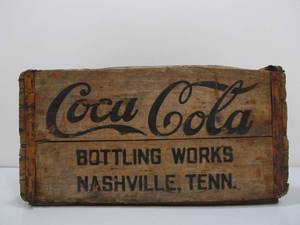 Coca Cola
BOTTLING WORKS
NASHVILLE, TENN.